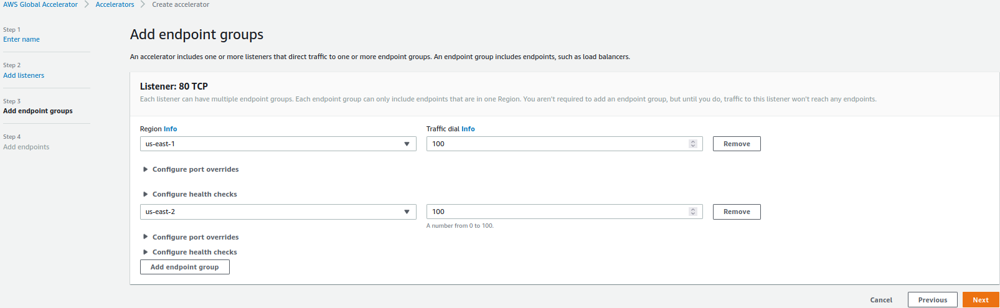 AWS Global Accelerator > Accelerators > Create accelerator
Step 1
Enter name
Step 2
Add listeners
Step 3
Add endpoint groups
Step 4
Add endpoints
Add endpoint groups
An accelerator includes one or more listeners that direct traffic to one or more endpoint groups. An endpoint group includes endpoints, such as load balancers.
Listener: 80 TCP
Each listener can have multiple endpoint groups. Each endpoint group can only include endpoints that are in one Region. You aren't required to add an endpoint group, but until you do, traffic to this listener won't reach any endpoints.
Region Info Traffic dial Info
us-east-1 100 Remove
Configure port overrides
Configure health checks
us-east-2 100 Remove
A number from 0 to 100.
Configure port overrides
Configure health checks
Add endpoint group
Cancel Previous Next